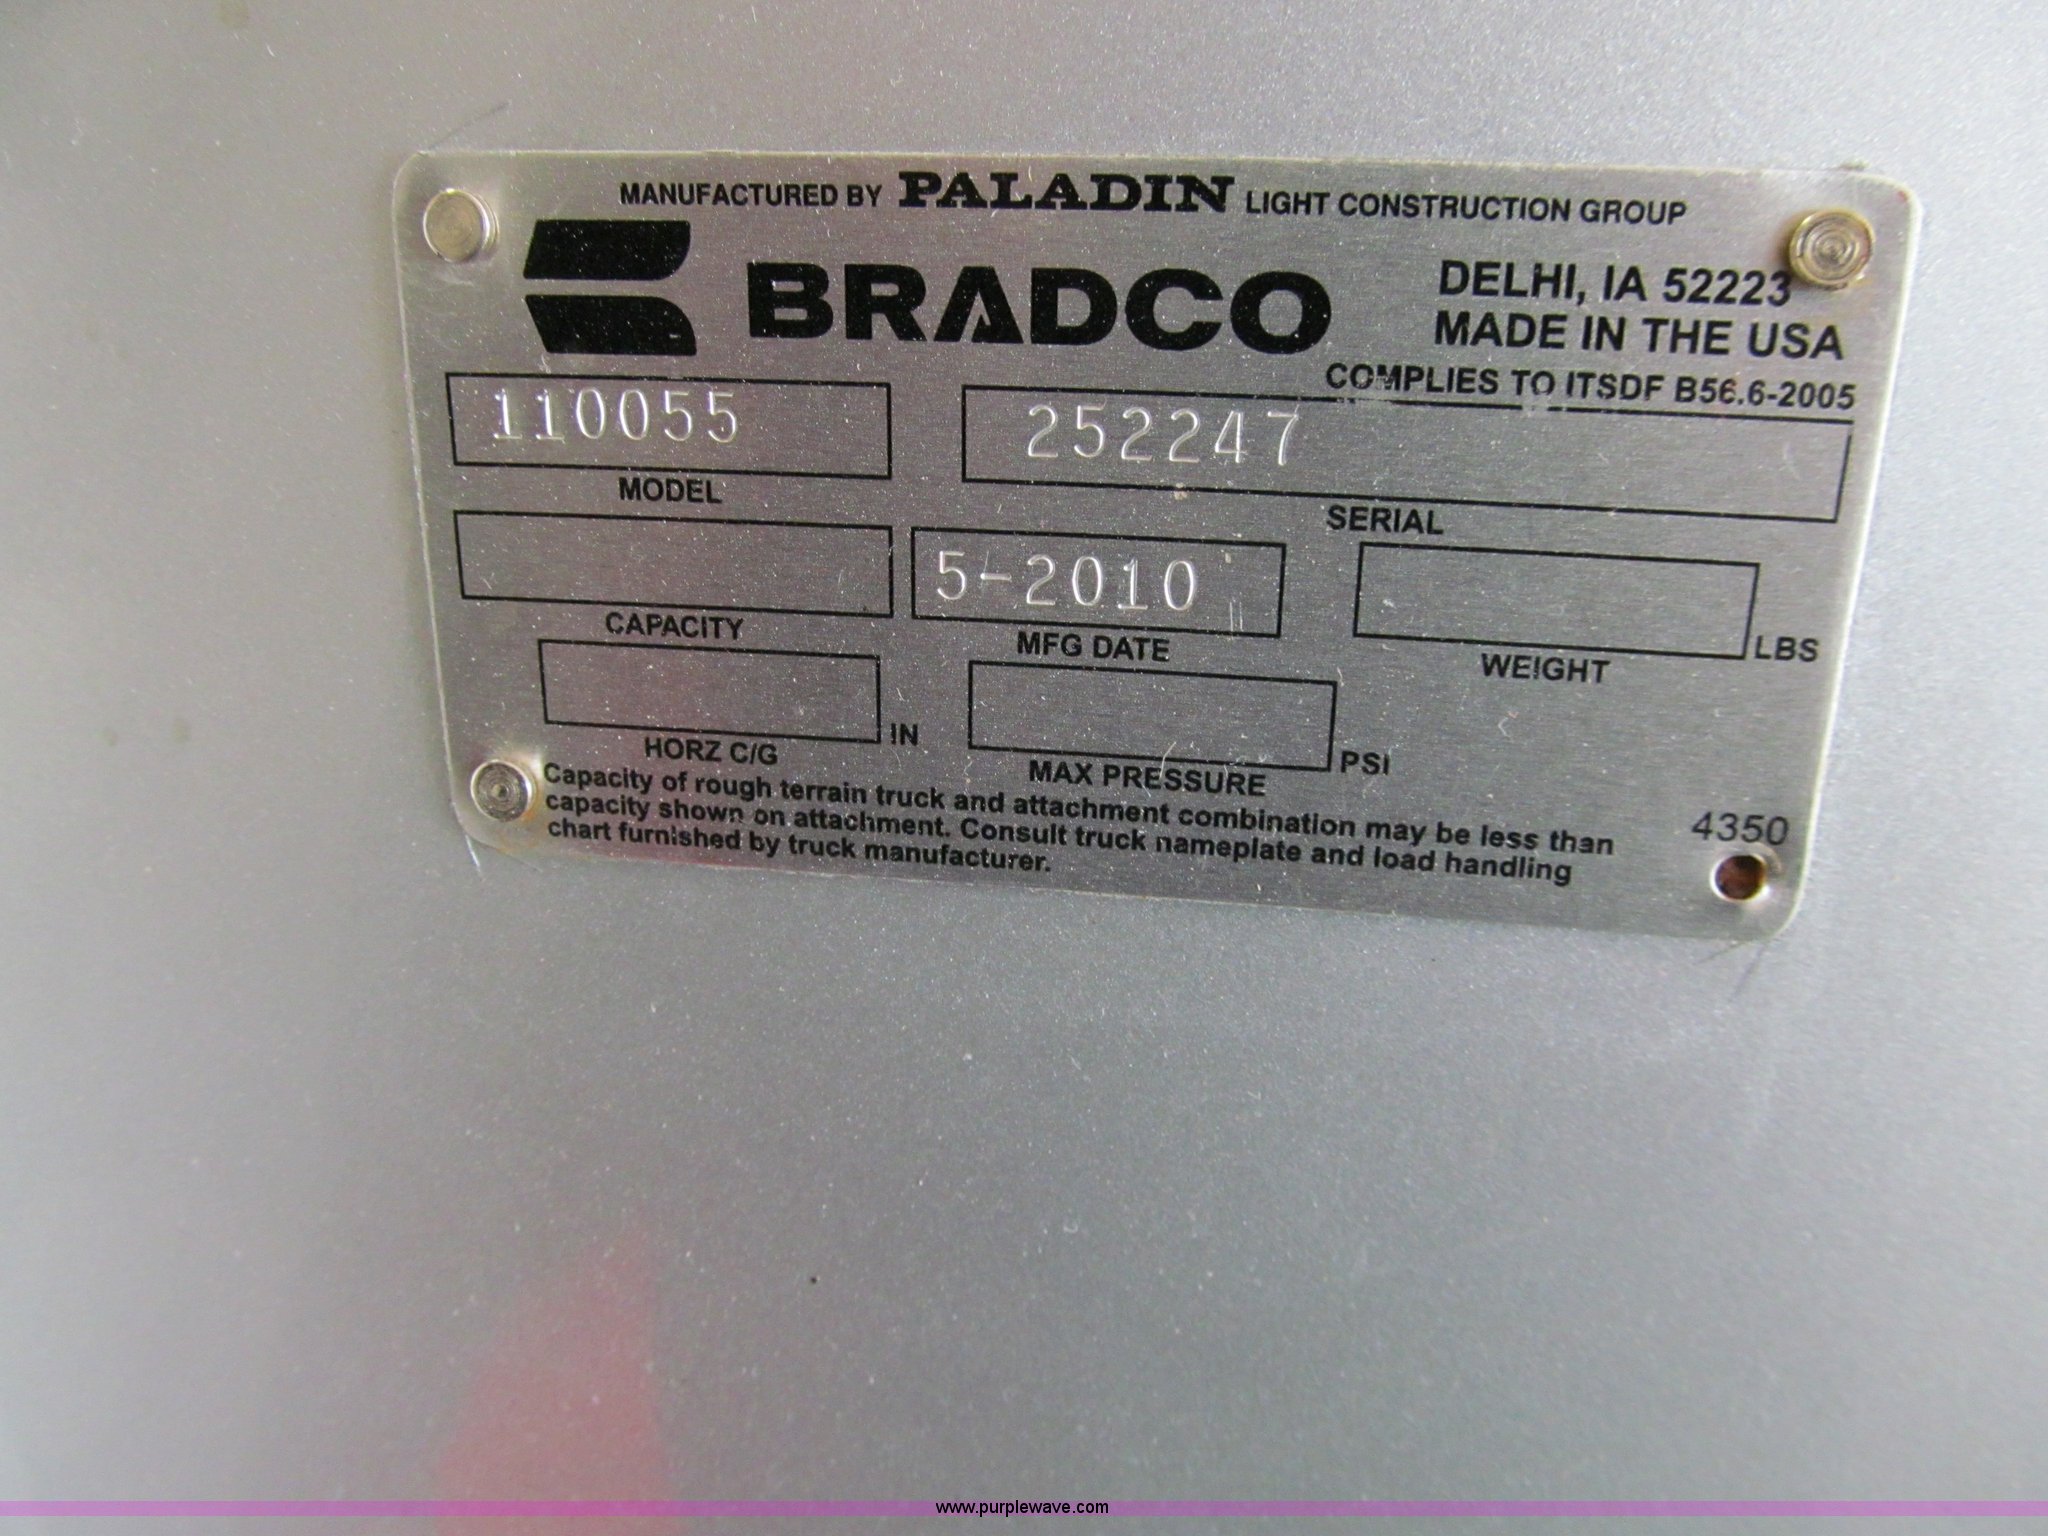 MANUFACTURED BY PALADIN LIGHT CONSTRUCTION GROUP
BRADCO
DELHI, IA 52223
MADE IN THE USA
COMPLIES TO ITSDF B56.6-2005
110055
252247
MODEL
SERIAL
5-2010
LBS
CAPACITY
MFG DATE
WEIGHT
IN
PSI
HORZ C/G
MAX PRESSURE
Capacity of rough terrain truck and attachment combination may be less than
capacity shown on attachment. Consult truck nameplate and load handling
chart furnished by truck manufacturer.
4350
www.purplewave.com